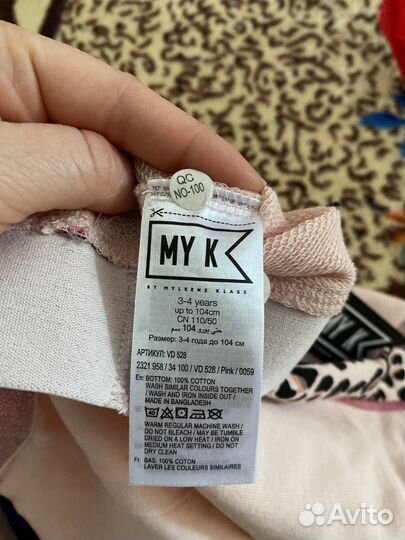 QC
NO-100
MY K
BY MYLEENE KLASS
3-4 years
up to 104cm
CN 110/50
حتى 104 سم
Размер: 3-4 года до 104 см
АРТИКУЛ: VD 528
2321 958 / 34 100 / VD 528 / Pink / 0059
En: BOTTOM: 100% COTTON
WASH SIMILAR COLOURS TOGETHER
/ WASH AND IRON INSIDE OUT /
MADE IN BANGLADESH
WARM REGULAR MACHINE WASH /
DO NOT BLEACH / MAY BE TUMBLE
DRIED ON A LOW HEAT / IRON ON
MEDIUM HEAT SETTING / DO NOT
DRY CLEAN
Fr: BAS: 100% COTON
LAVER LES COULEURS SIMILAIRES
Avito